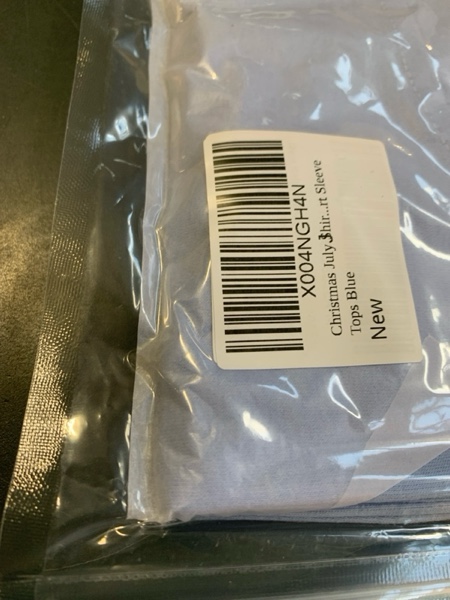 X004NGH4N
Christmas July Shir...rt Sleeve
Tops Blue
New